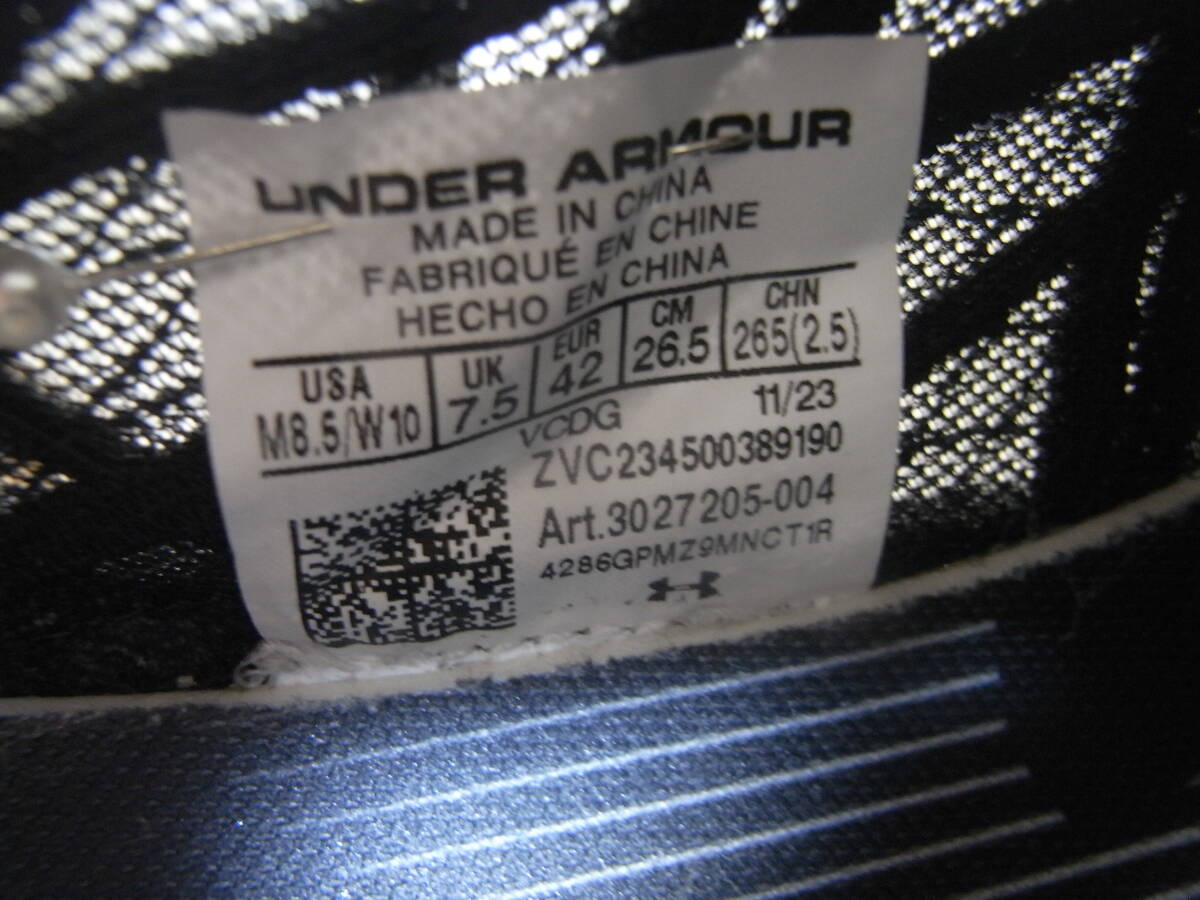 UNDER ARMOUR
MADE IN CHINA
FABRIQUÉ EN CHINE
HECHO EN CHINA
USA UK EUR CM CHN
M8.5/W10 7.5 42 26.5 265(2.5)
VCDG 11/23
ZVC234500389190
Art.3027205-004
4286GPMZ9MNCT1R